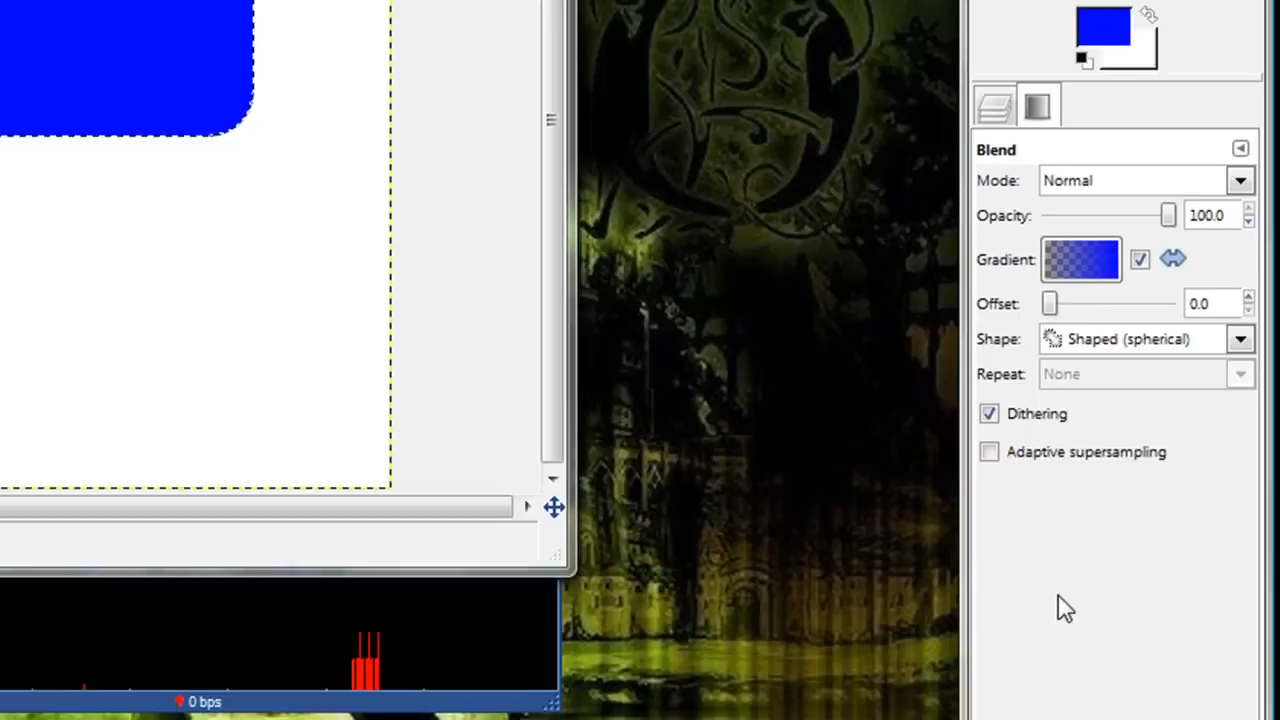 Blend
Mode: Normal
Opacity: 100.0
Gradient:
Offset: 0.0
Shape: Shaped (spherical)
Repeat: None
Dithering
Adaptive supersampling
0 bps